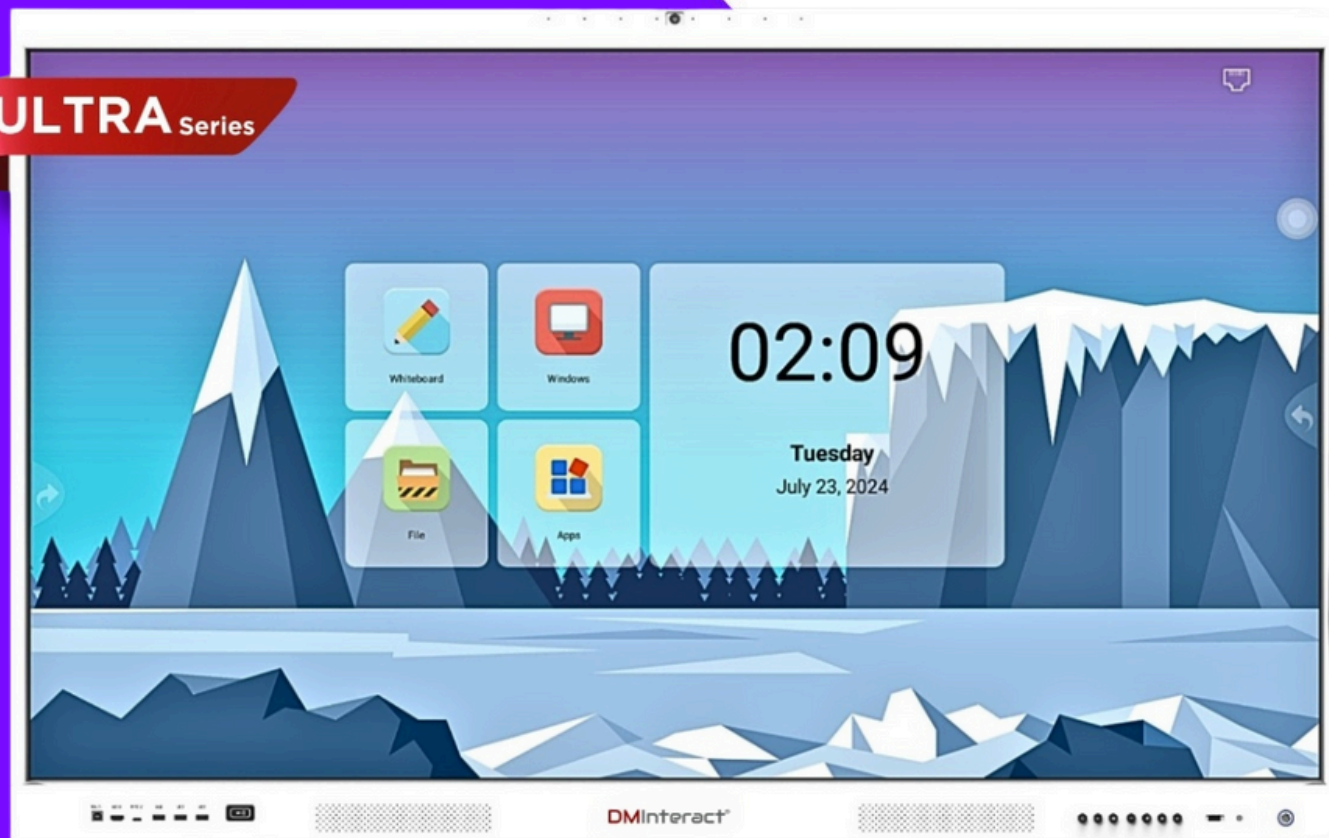 ULTRA Series
Whiteboard
Windows
02:09
Tuesday
July 23, 2024
File
Apps
DMInteract®